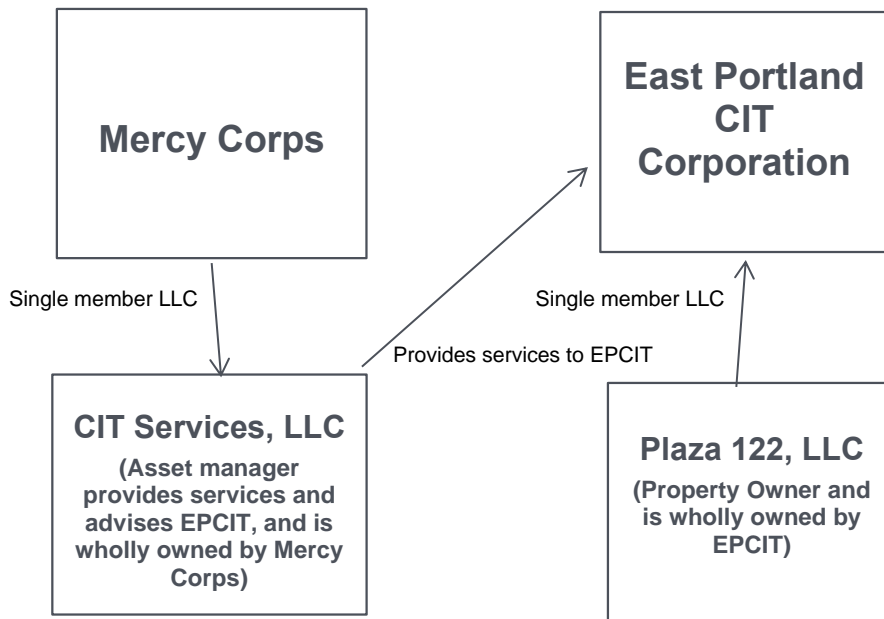 Mercy Corps
East Portland
CIT
Corporation
Single member LLC
Single member LLC
Provides services to EPCIT
CIT Services, LLC
(Asset manager
provides services and
advises EPCIT, and is
wholly owned by Mercy
Corps)
Plaza 122, LLC
(Property Owner and
is wholly owned by
EPCIT)